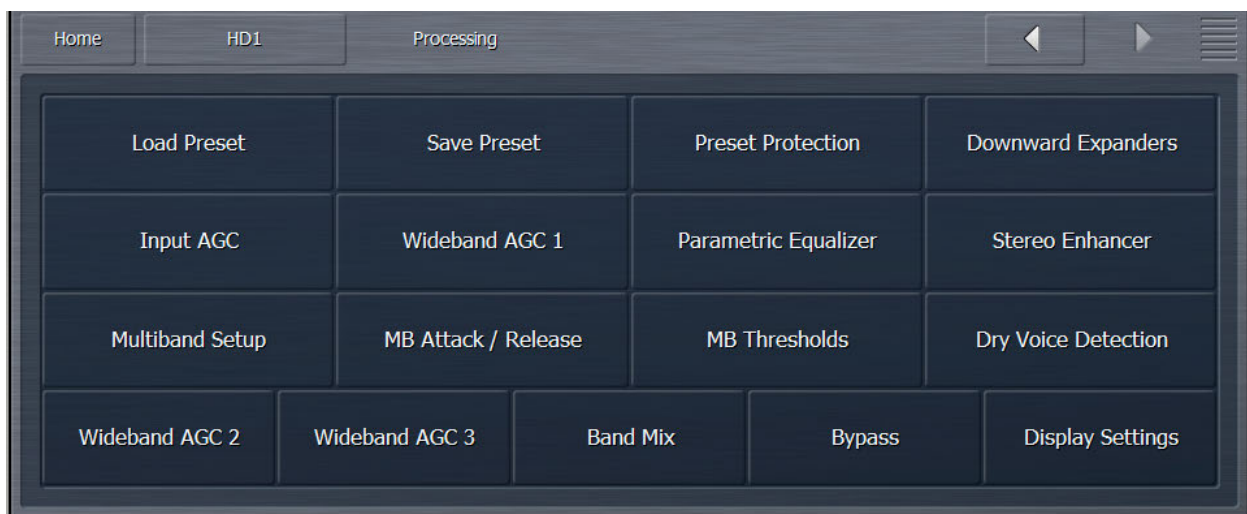 Home HD1 Processing
Load Preset Save Preset Preset Protection Downward Expanders
Input AGC Wideband AGC 1 Parametric Equalizer Stereo Enhancer
Multiband Setup MB Attack / Release MB Thresholds Dry Voice Detection
Wideband AGC 2 Wideband AGC 3 Band Mix Bypass Display Settings